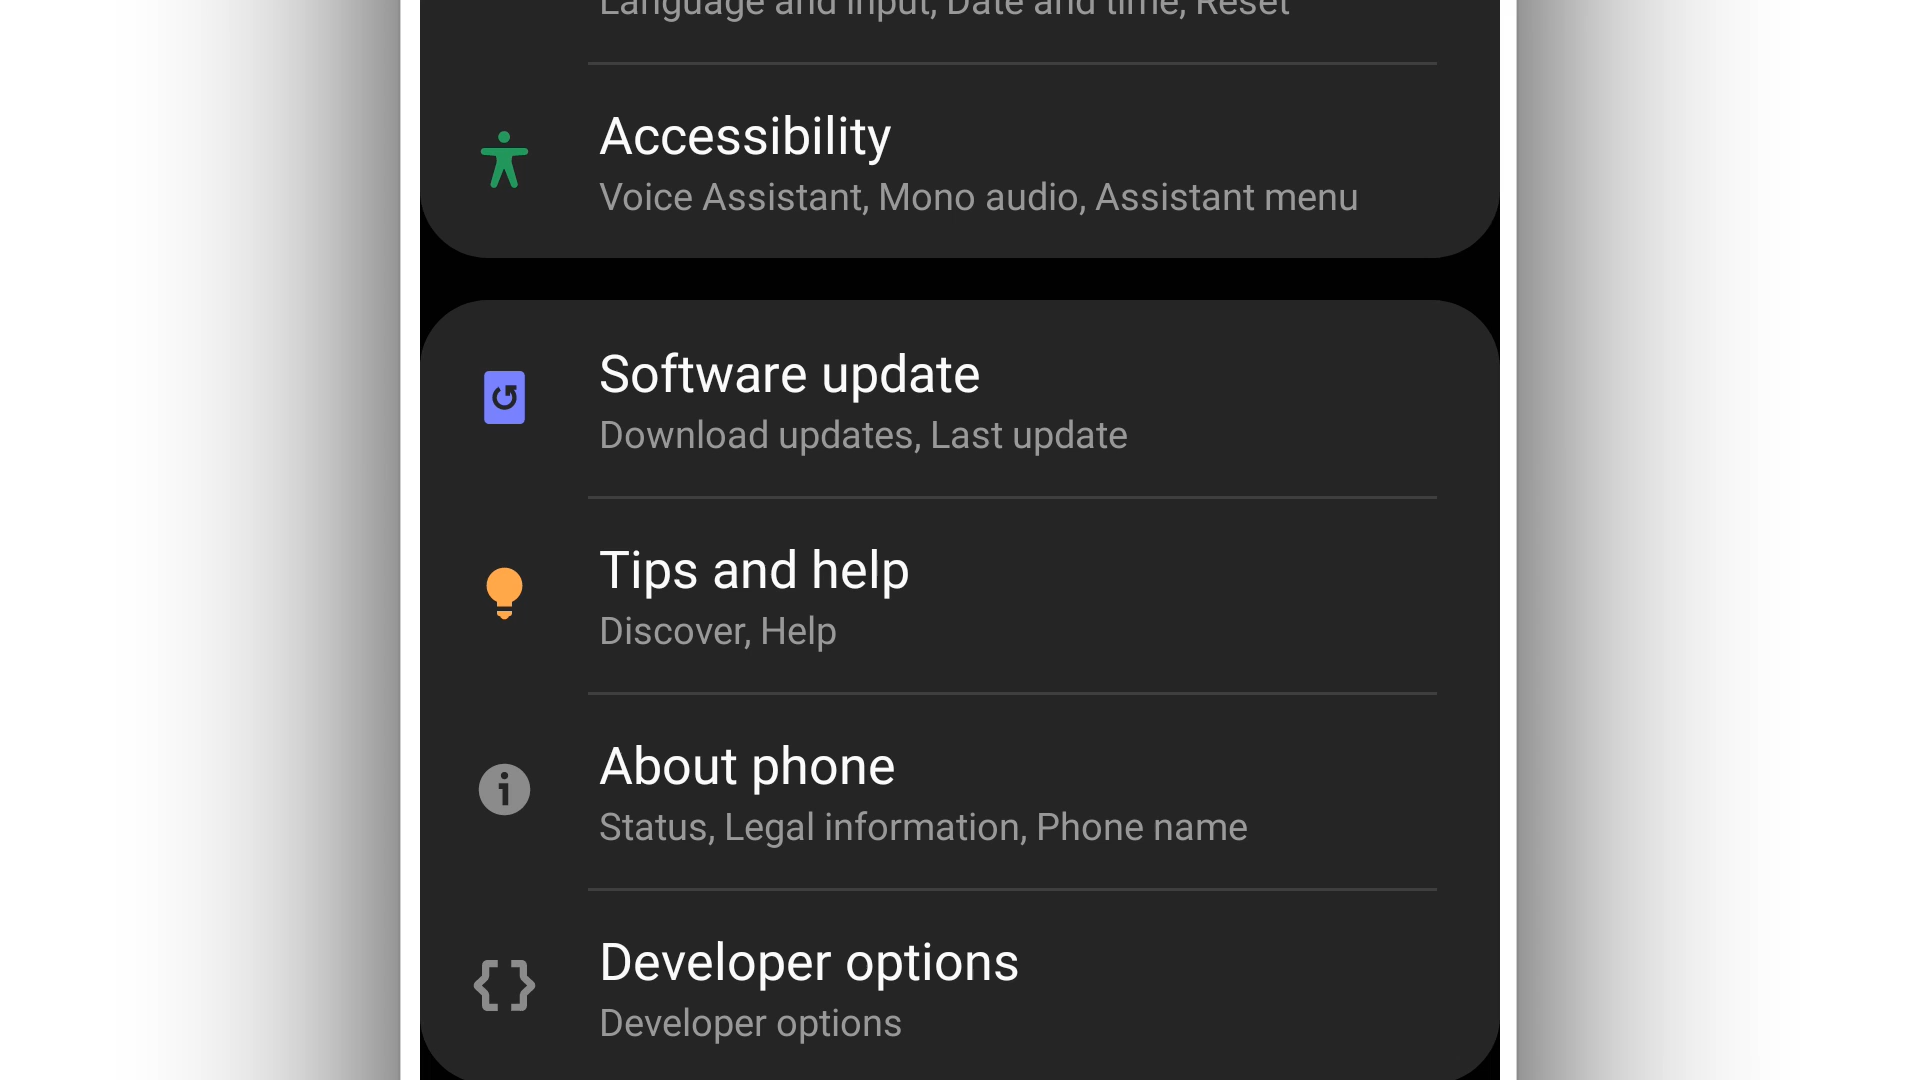 Language and input, Date and time, Reset
Accessibility
Voice Assistant, Mono audio, Assistant menu
Software update
Download updates, Last update
Tips and help
Discover, Help
About phone
Status, Legal information, Phone name
Developer options
Developer options